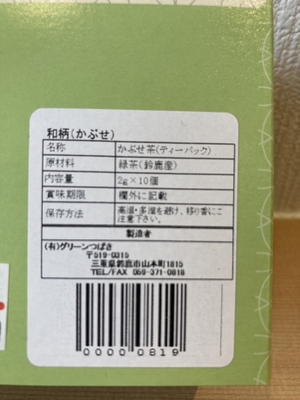 和柄(かぶせ)
名称 かぶせ茶(ティーバック)
原材料 緑茶(鈴鹿産)
内容量 2g×10個
賞味期限 欄外に記載
保存方法 高温・多湿を避け、移り香にご
注意下さい。
製造者
(有)グリーンつばさ
〒519-0315
三重県鈴鹿市山本町1815
TEL/FAX 059-371-0818
0000 0819